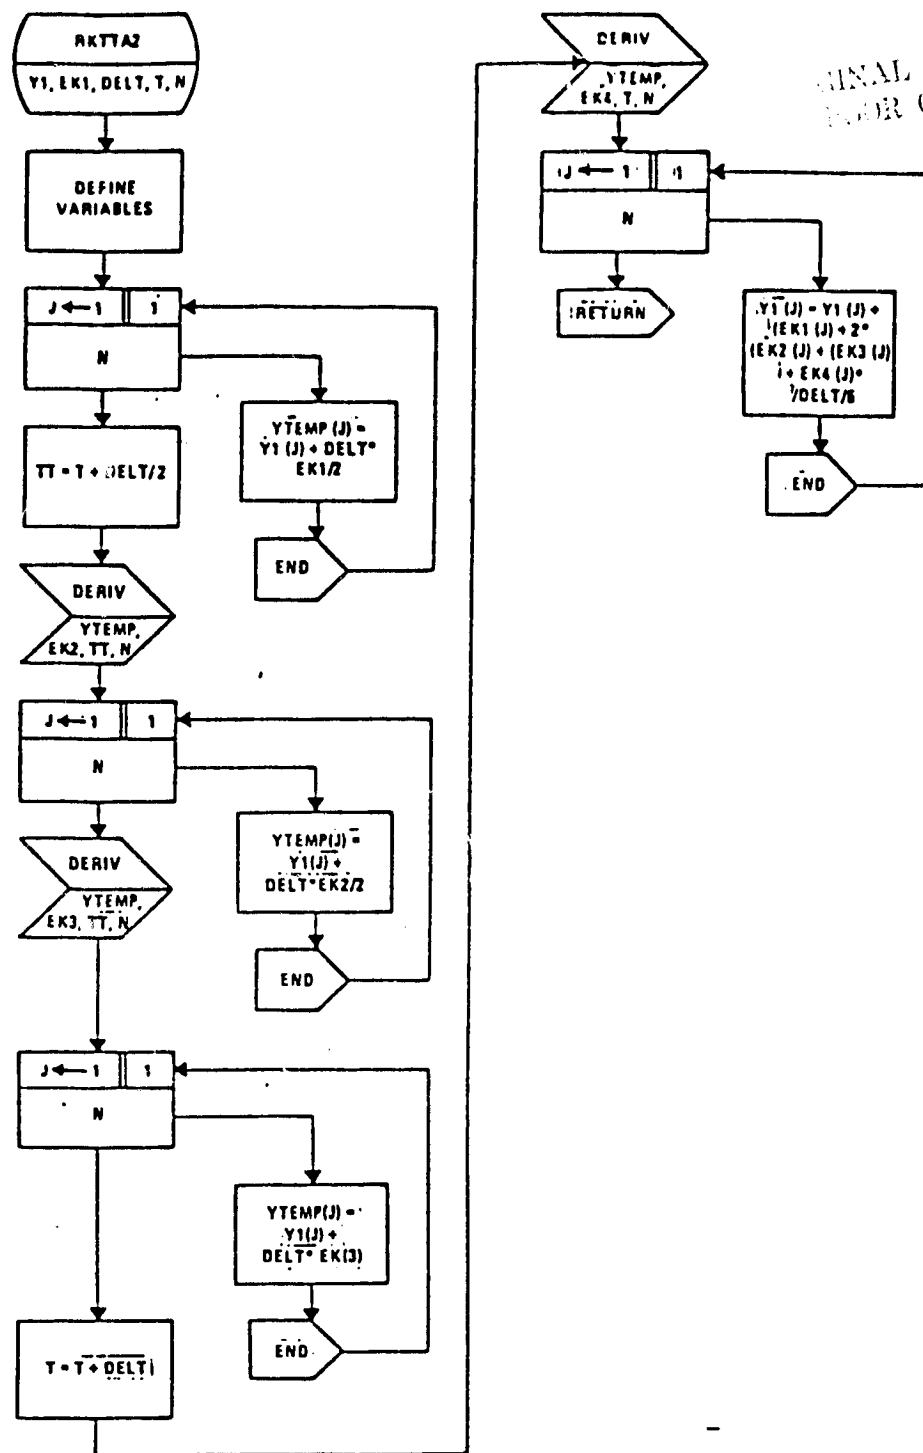 RKTTA2
Y1, EK1, DELT, T, N
DEFINE
VARIABLES
J ← 1 1
N
YTEMP (J) =
Y1 (J) + DELT*
EK1/2
END
TT = T + DELT/2
DERIV
YTEMP,
EK2, TT, N
J ← 1 1
N
YTEMP(J) =
Y1(J) +
DELT*EK2/2
END
DERIV
YTEMP,
EK3, TT, N
J ← 1 1
N
YTEMP(J) =
Y1(J) +
DELT* EK(3)
END
T = T + DELT
DERIV
YTEMP,
EK4, T, N
J ← 1 1
N
RETURN
Y1 (J) = Y1 (J) +
(EK1 (J) + 2*
(EK2 (J) + (EK3 (J)
+ EK4 (J)*
/DELT/6
END